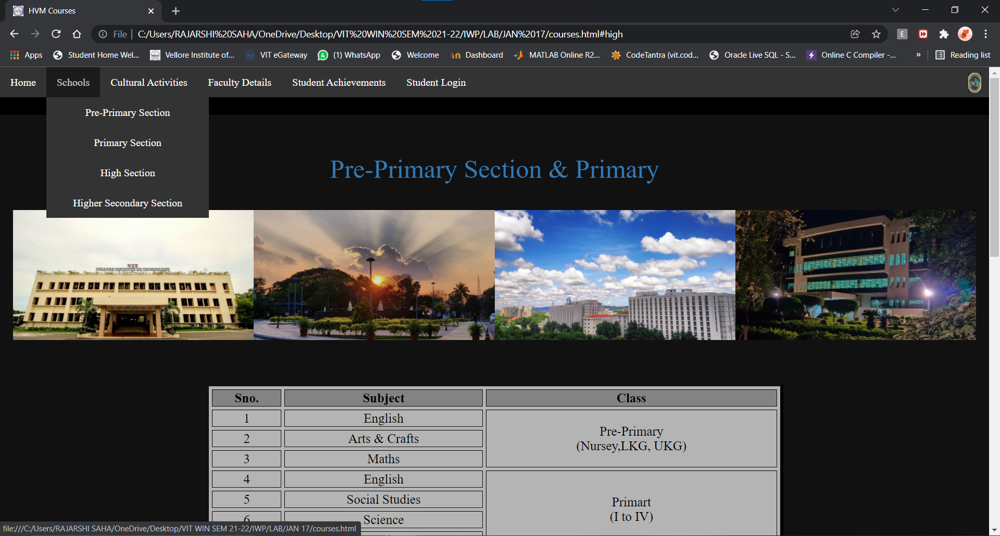 HVM Courses
File
C:/Users/RAJARSHI%20SAHA/OneDrive/Desktop/VIT%20WIN%20SEM%2021-22/IWP/LAB/JAN%2017/courses.html#high
E
Apps
Student Home Wel...
Vellore Institute of...
VIT eGateway
4
(1) WhatsApp
Welcome
Dashboard
MATLAB Online R2...
CodeTantra (vit.cod...
Oracle Live SQL - S...
Online C Compiler -...
»
Reading list
Home
Schools
Cultural Activities
Faculty Details
Student Achievements
Student Login
Pre-Primary Section
Primary Section
High Section
Higher Secondary Section
Pre-Primary Section & Primary
VIT
VELLORE INSTITUTE OF TECHNOLOGY
Sno. Subject Class
1 English
2 Arts & Crafts
3 Maths
Pre-Primary
(Nursey,LKG, UKG)
4 English
5 Social Studies
6 Science
Primart
(I to IV)
file:///C:/Users/RAJARSHI SAHA/OneDrive/Desktop/VIT WIN SEM 21-22/IWP/LAB/JAN 17/courses.html